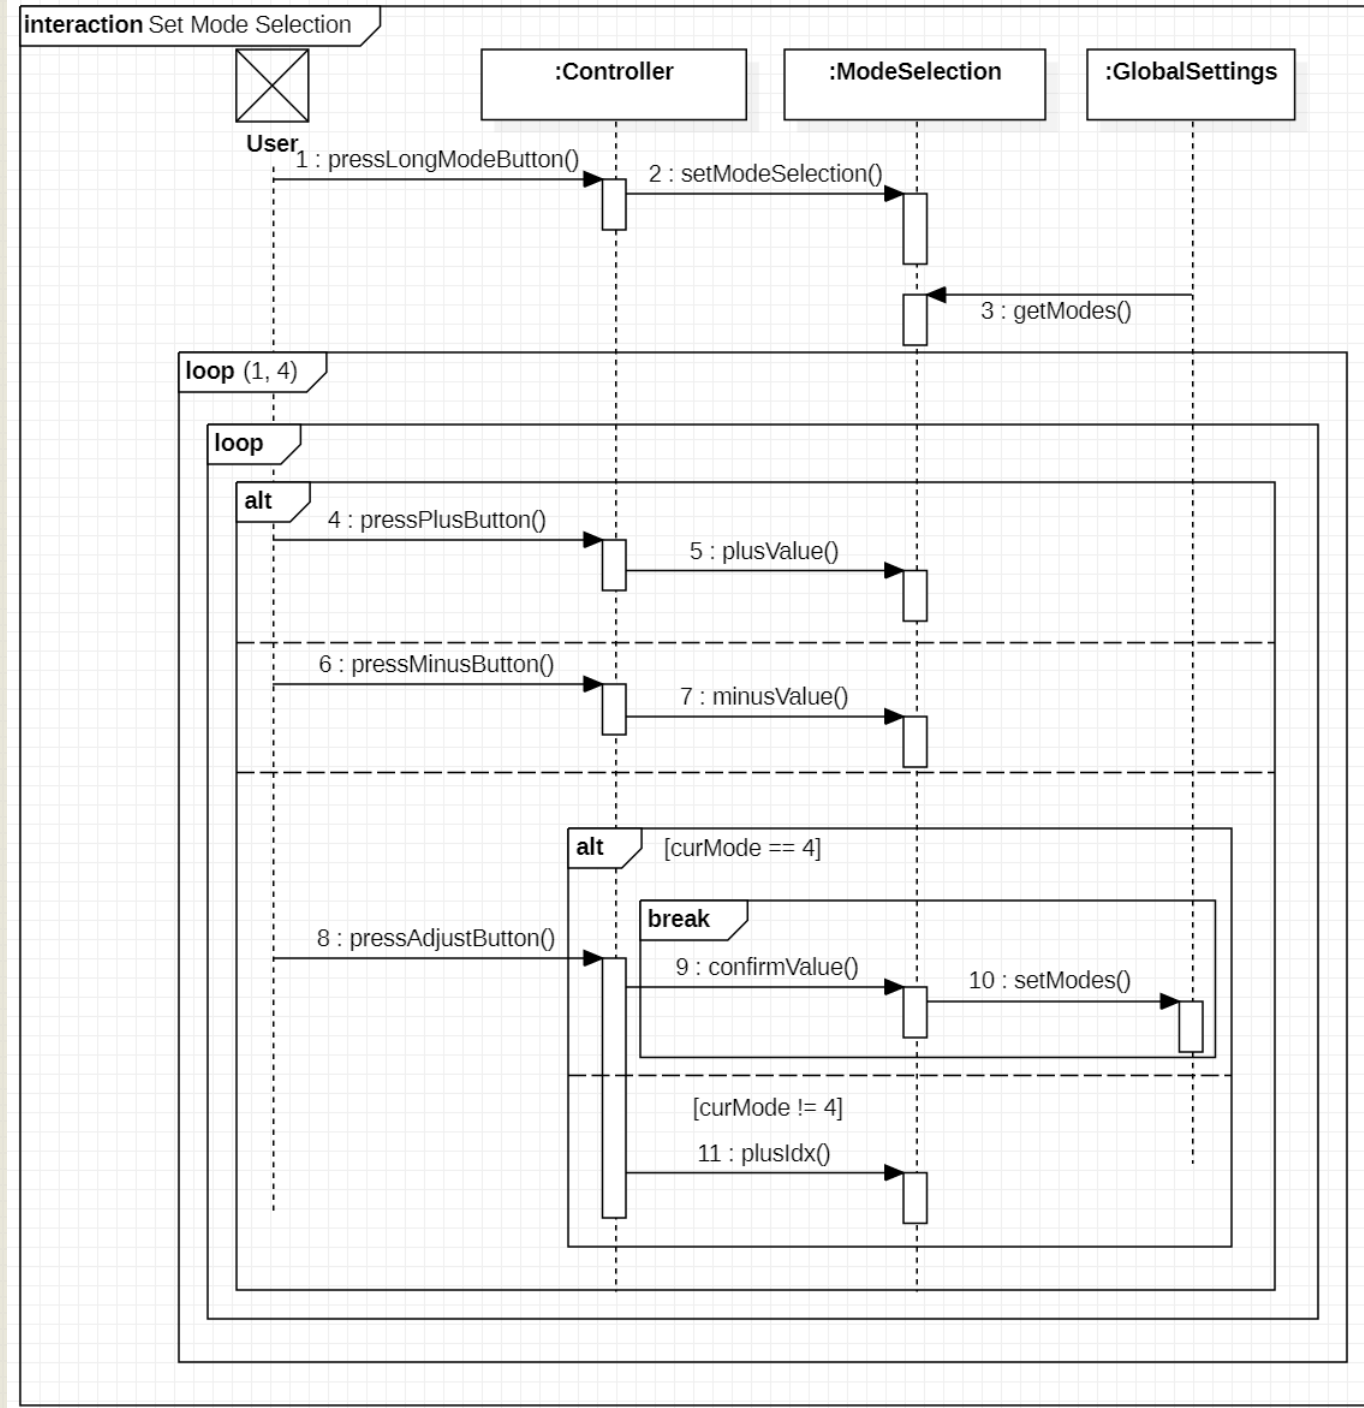 interaction Set Mode Selection
:Controller
:ModeSelection
:GlobalSettings
User
1 : pressLongModeButton()
2 : setModeSelection()
3 : getModes()
loop (1, 4)
loop
alt
4 : pressPlusButton()
5 : plusValue()
6 : pressMinusButton()
7 : minusValue()
alt [curMode == 4]
break
8 : pressAdjustButton()
9 : confirmValue()
10 : setModes()
[curMode != 4]
11 : plusIdx()